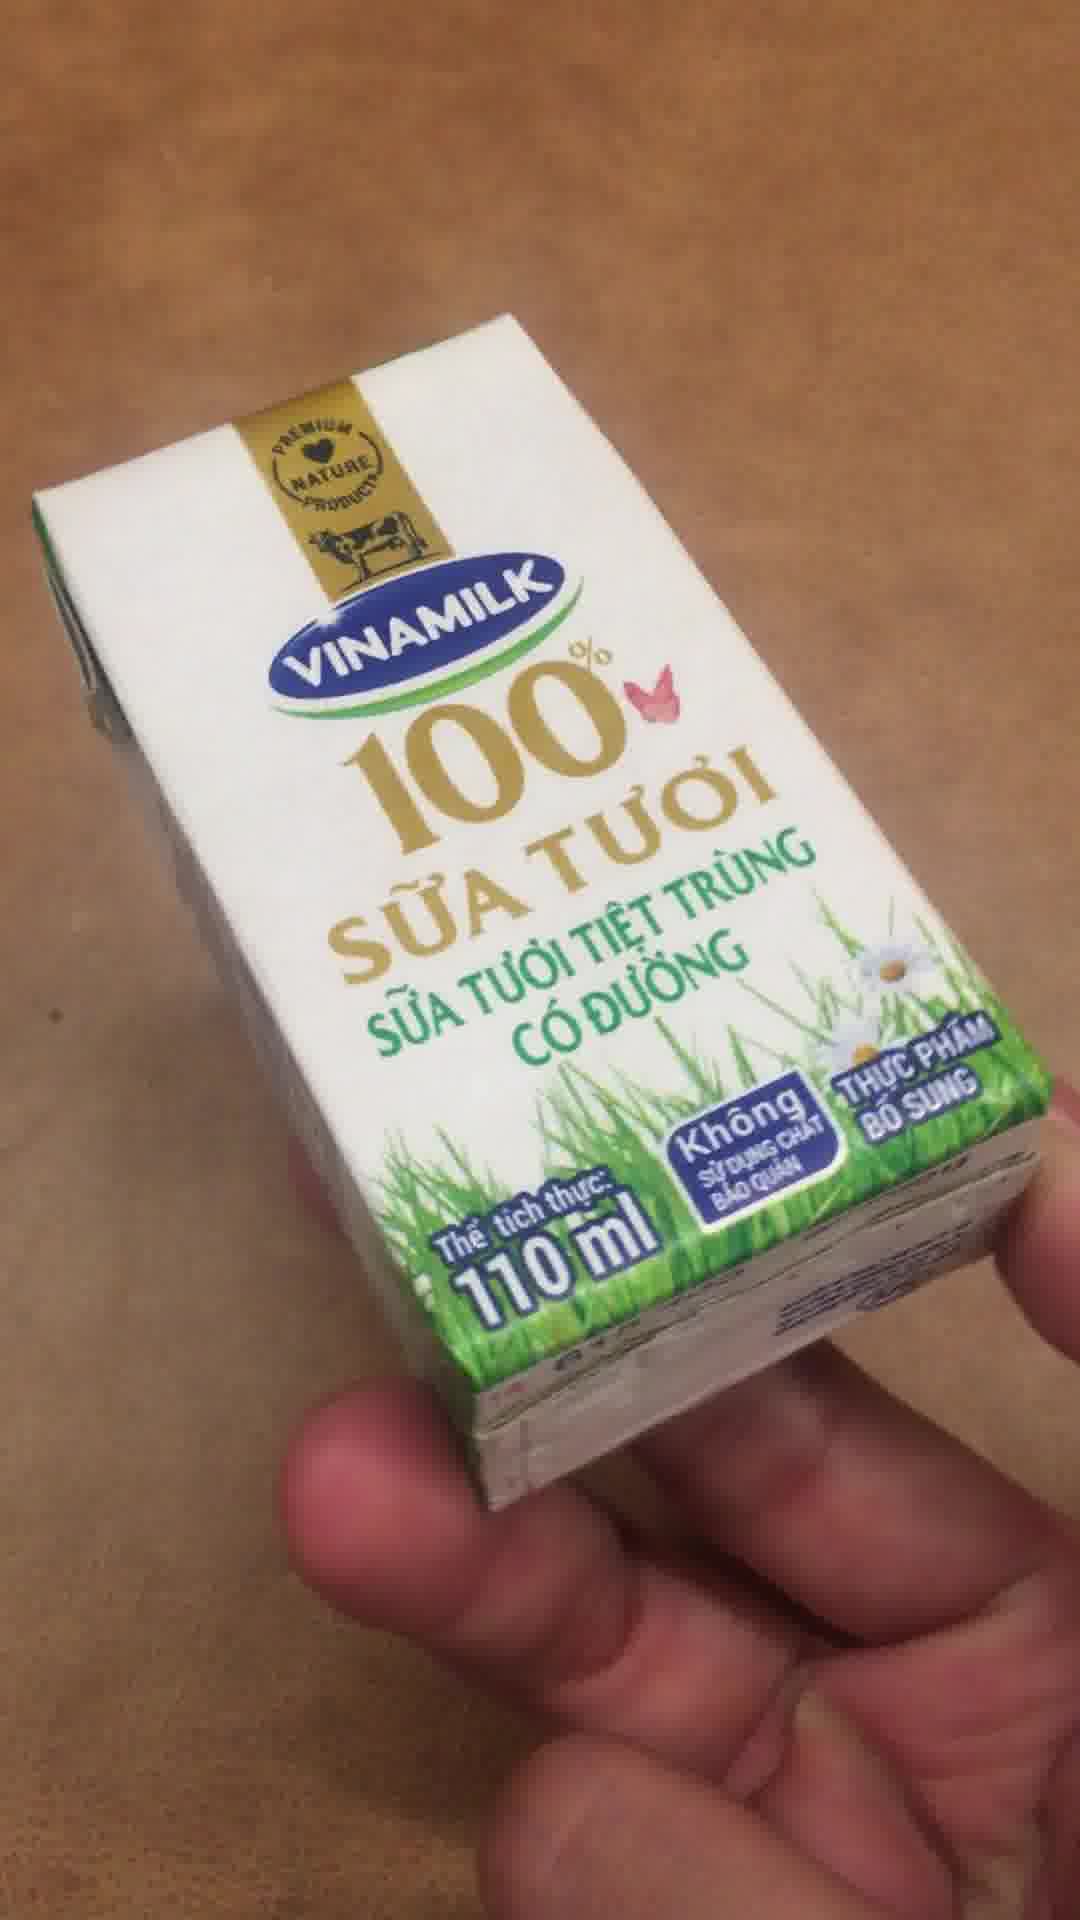 PREMIUM
NATURE
PRODUCTS
VINAMILK
100%
SỮA TƯƠI
SỮA TƯƠI TIỆT TRÙNG
CÓ ĐƯỜNG
Không
SỬ DỤNG CHẤT
BẢO QUẢN
THỰC PHẨM
BỔ SUNG
Thể tích thực:
110 ml